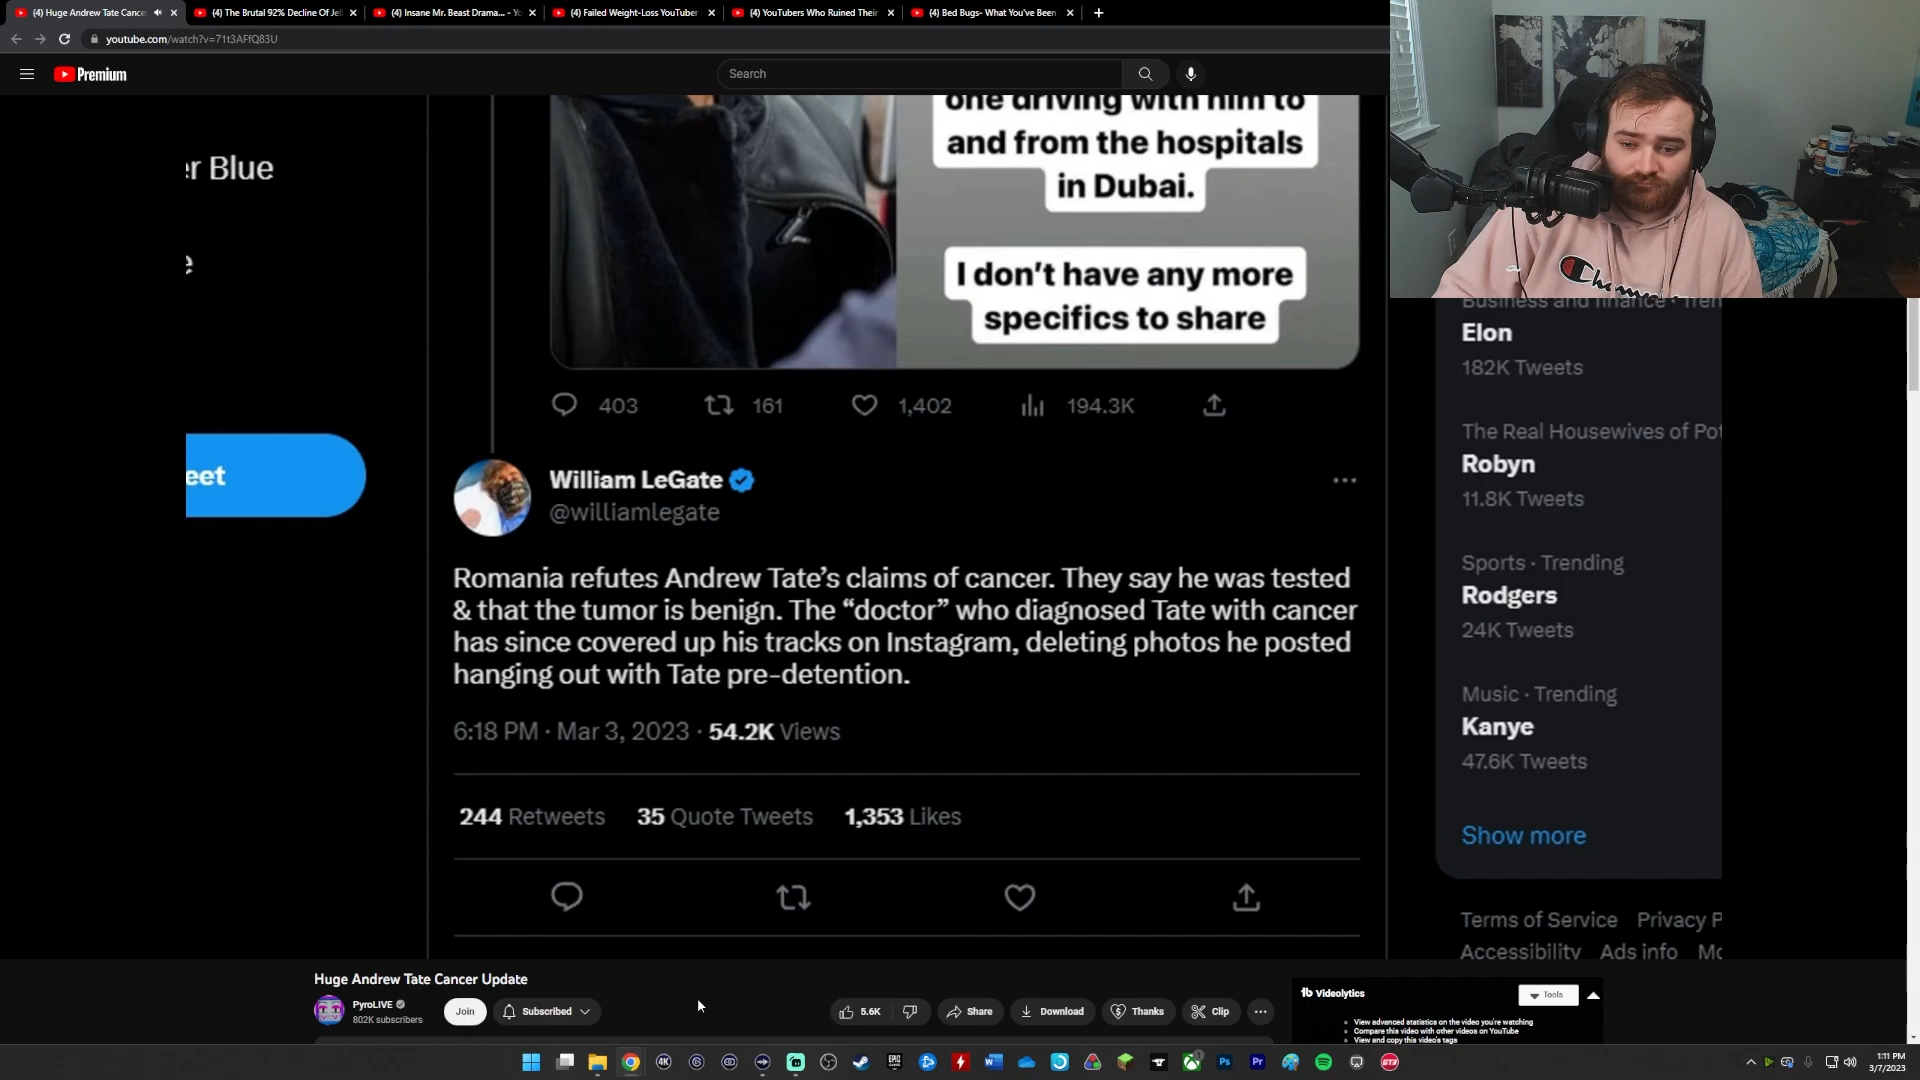 (4) Huge Andrew Tate Cance
(4) The Brutal 92% Decline Of Jel
(4) Insane Mr. Beast Drama... - Yo
(4) Failed Weight-Loss YouTuber
(4) YouTubers Who Ruined Their
(4) Bed Bugs- What You've Been
youtube.com/watch?v=71t3AFfQ83U
Premium
Search
one driving with him to
and from the hospitals
in Dubai.
I don't have any more
specifics to share
er Blue
e
eet
403
161
1,402
194.3K
William LeGate
@williamlegate
Romania refutes Andrew Tate's claims of cancer. They say he was tested
& that the tumor is benign. The “doctor” who diagnosed Tate with cancer
has since covered up his tracks on Instagram, deleting photos he posted
hanging out with Tate pre-detention.
6:18 PM · Mar 3, 2023 · 54.2K Views
244 Retweets 35 Quote Tweets 1,353 Likes
Business and finance · Tren
Elon
182K Tweets
The Real Housewives of Pot
Robyn
11.8K Tweets
Sports · Trending
Rodgers
24K Tweets
Music · Trending
Kanye
47.6K Tweets
Show more
Terms of Service Privacy P
Accessibility Ads info Mo
Huge Andrew Tate Cancer Update
PyroLIVE
802K subscribers
Join
Subscribed
5.6K
Share
Download
Thanks
Clip
tb Videolytics
Tools
View advanced statistics on the video you're watching
Compare this video with other videos on YouTube
View and copy this video's tags
1:11 PM
3/7/2023